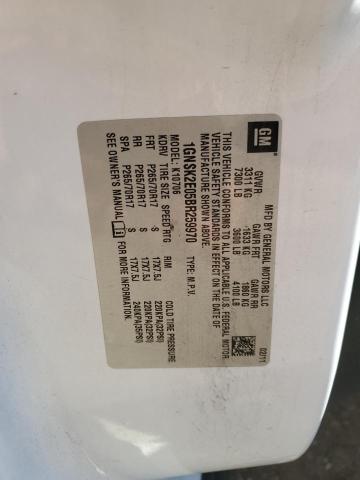 GM
MFD BY GENERAL MOTORS LLC 02/11
GVWR GAWR FRT GAWR RR
3311 KG 1633 KG 1860 KG
7300 LB 3600 LB 4100 LB
THIS VEHICLE CONFORMS TO ALL APPLICABLE U.S. FEDERAL MOTOR
VEHICLE SAFETY STANDARDS IN EFFECT ON THE DATE OF
MANUFACTURE SHOWN ABOVE.
1GNSK2E06BR259970 TYPE: M.P.V.
MODEL: K10706
KDRV TIRE SIZE SPEED RTG RIM COLD TIRE PRESSURE
FRT P265/70R17 S 17X7.5J 220KPA(32PSI)
RR P265/70R17 S 17X7.5J 220KPA(32PSI)
SPA P265/70R17 S 17X7.5J 240KPA(35PSI)
SEE OWNER'S MANUAL i FOR MORE INFORMATION.